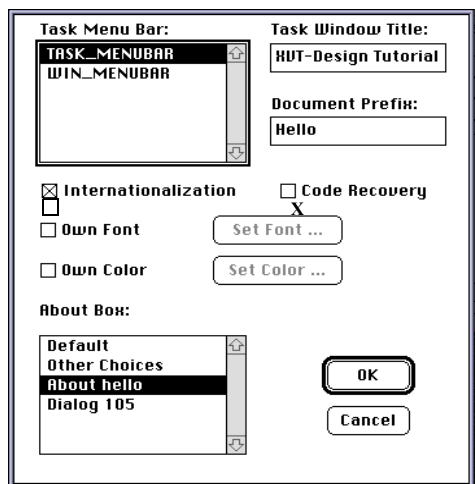 Task Menu Bar:
TASK_MENUBAR
WIN_MENUBAR
Task Window Title:
XVT-Design Tutorial
Document Prefix:
Hello
Internationalization
Code Recovery
X
Own Font
Set Font ...
Own Color
Set Color ...
About Box:
Default
Other Choices
About hello
Dialog 105
OK
Cancel